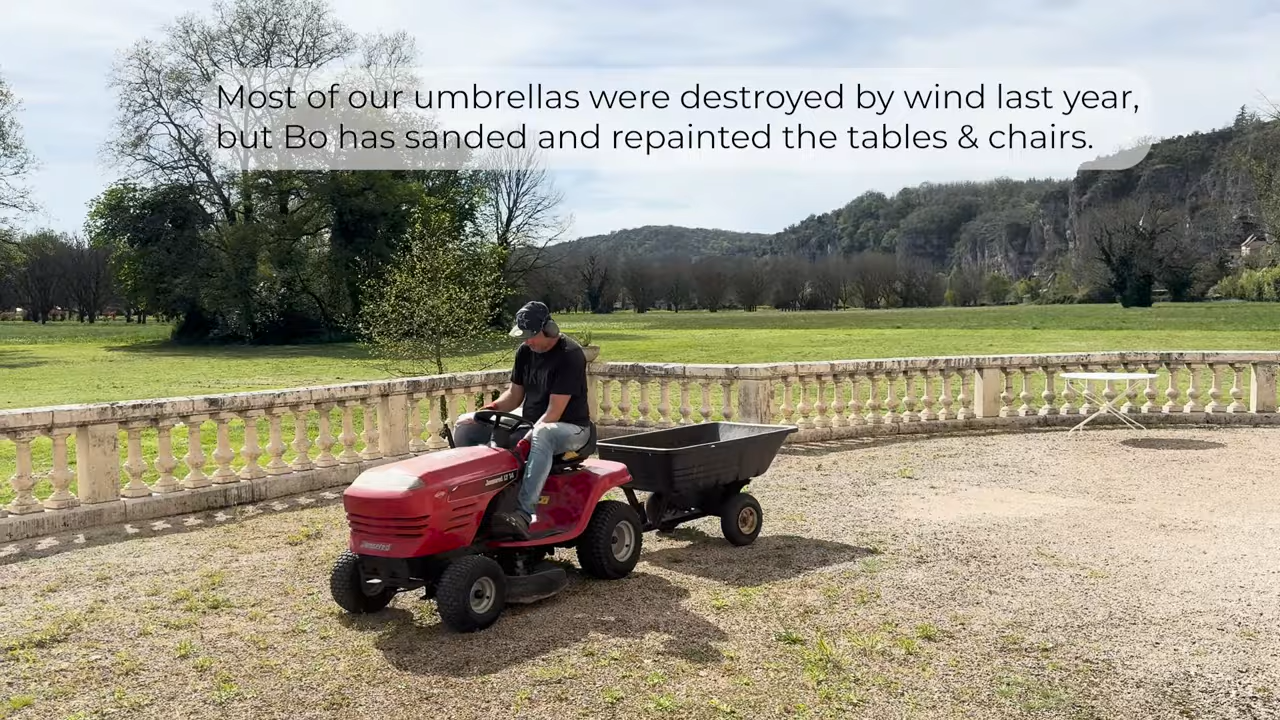 Most of our umbrellas were destroyed by wind last year,
but Bo has sanded and repainted the tables & chairs.
Jonsered